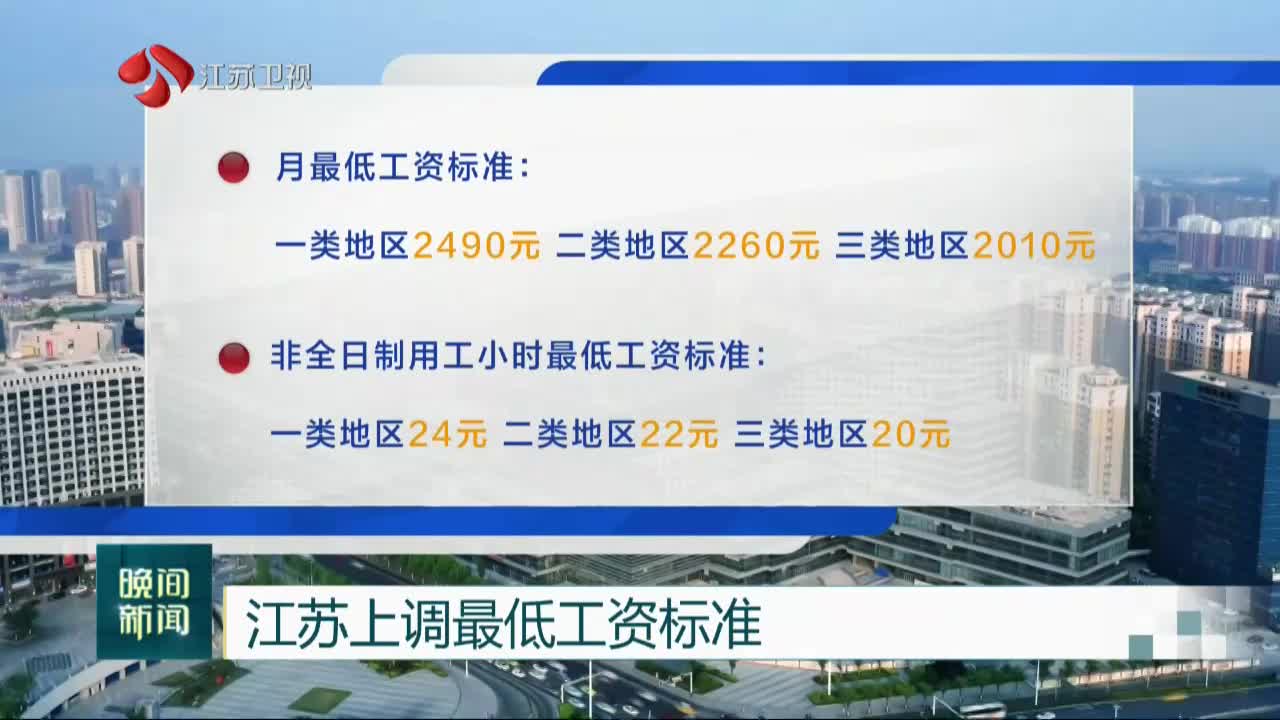 江苏卫视
月最低工资标准：
一类地区2490元 二类地区2260元 三类地区2010元
非全日制用工小时最低工资标准：
一类地区24元 二类地区22元 三类地区20元
晚间
新闻
江苏上调最低工资标准